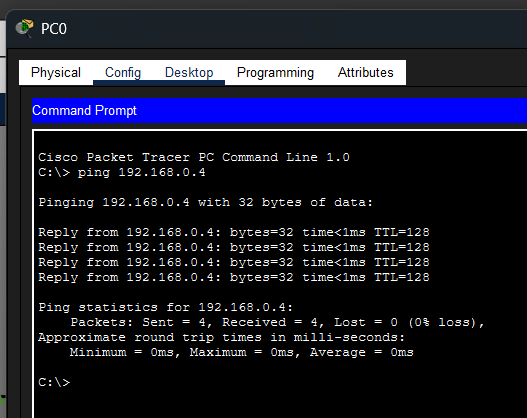 PC0
Physical Config Desktop Programming Attributes
Command Prompt
Cisco Packet Tracer PC Command Line 1.0
C:\> ping 192.168.0.4
Pinging 192.168.0.4 with 32 bytes of data:
Reply from 192.168.0.4: bytes=32 time<1ms TTL=128
Reply from 192.168.0.4: bytes=32 time<1ms TTL=128
Reply from 192.168.0.4: bytes=32 time<1ms TTL=128
Reply from 192.168.0.4: bytes=32 time<1ms TTL=128
Ping statistics for 192.168.0.4:
Packets: Sent = 4, Received = 4, Lost = 0 (0% loss),
Approximate round trip times in milli-seconds:
Minimum = 0ms, Maximum = 0ms, Average = 0ms
C:\>